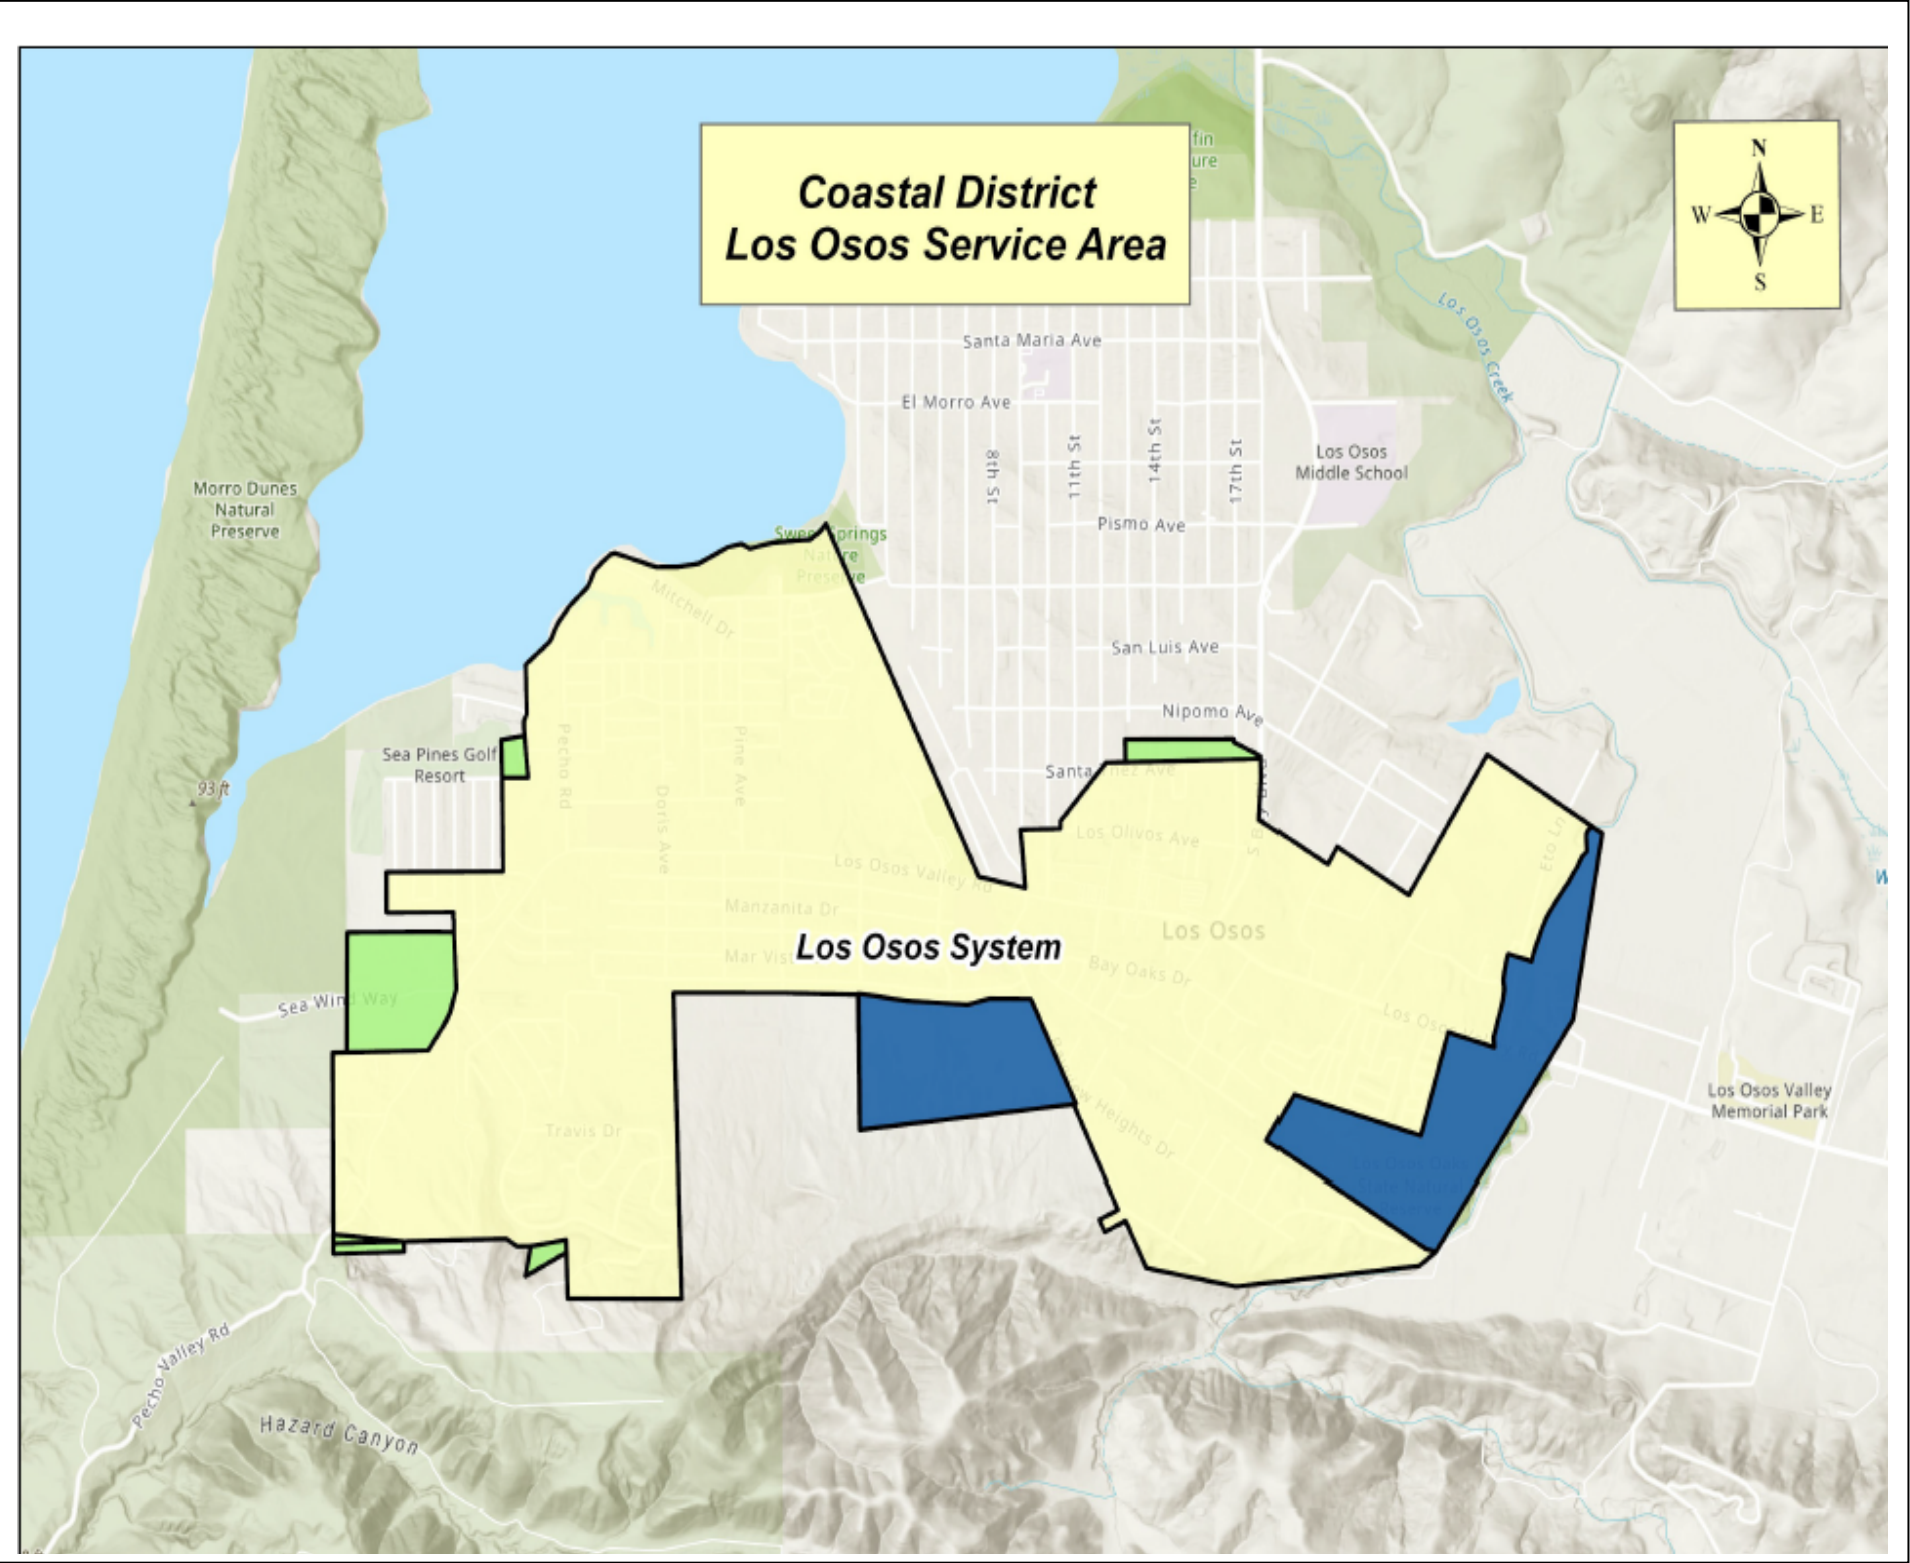 Coastal District
Los Osos Service Area
N
W
E
S
Santa Maria Ave
El Morro Ave
8th St
11th St
14th St
17th St
Los Osos
Middle School
Los Osos Creek
Morro Dunes
Natural
Preserve
Pismo Ave
Mitchell Dr
San Luis Ave
Nipomo Ave
Sea Pines Golf
Resort
93 ft
Pecho Rd
Pine Ave
Doris Ave
Los Olivos Ave
Eto Ln
Los Osos Valley Rd
Manzanita Dr
Los Osos
Los Osos System
Bay Oaks Dr
Sea Wind Way
Travis Dr
Heights Dr
Los Osos Valley
Memorial Park
Pecho Valley Rd
Hazard Canyon